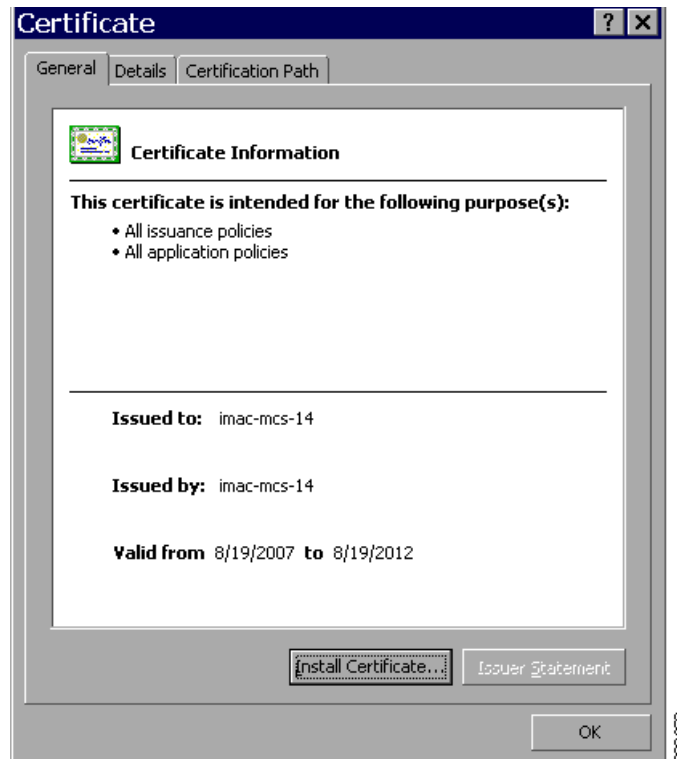 Certificate
General Details Certification Path
Certificate Information
This certificate is intended for the following purpose(s):
• All issuance policies
• All application policies
Issued to: imac-mcs-14
Issued by: imac-mcs-14
Valid from 8/19/2007 to 8/19/2012
Install Certificate... Issuer Statement
OK